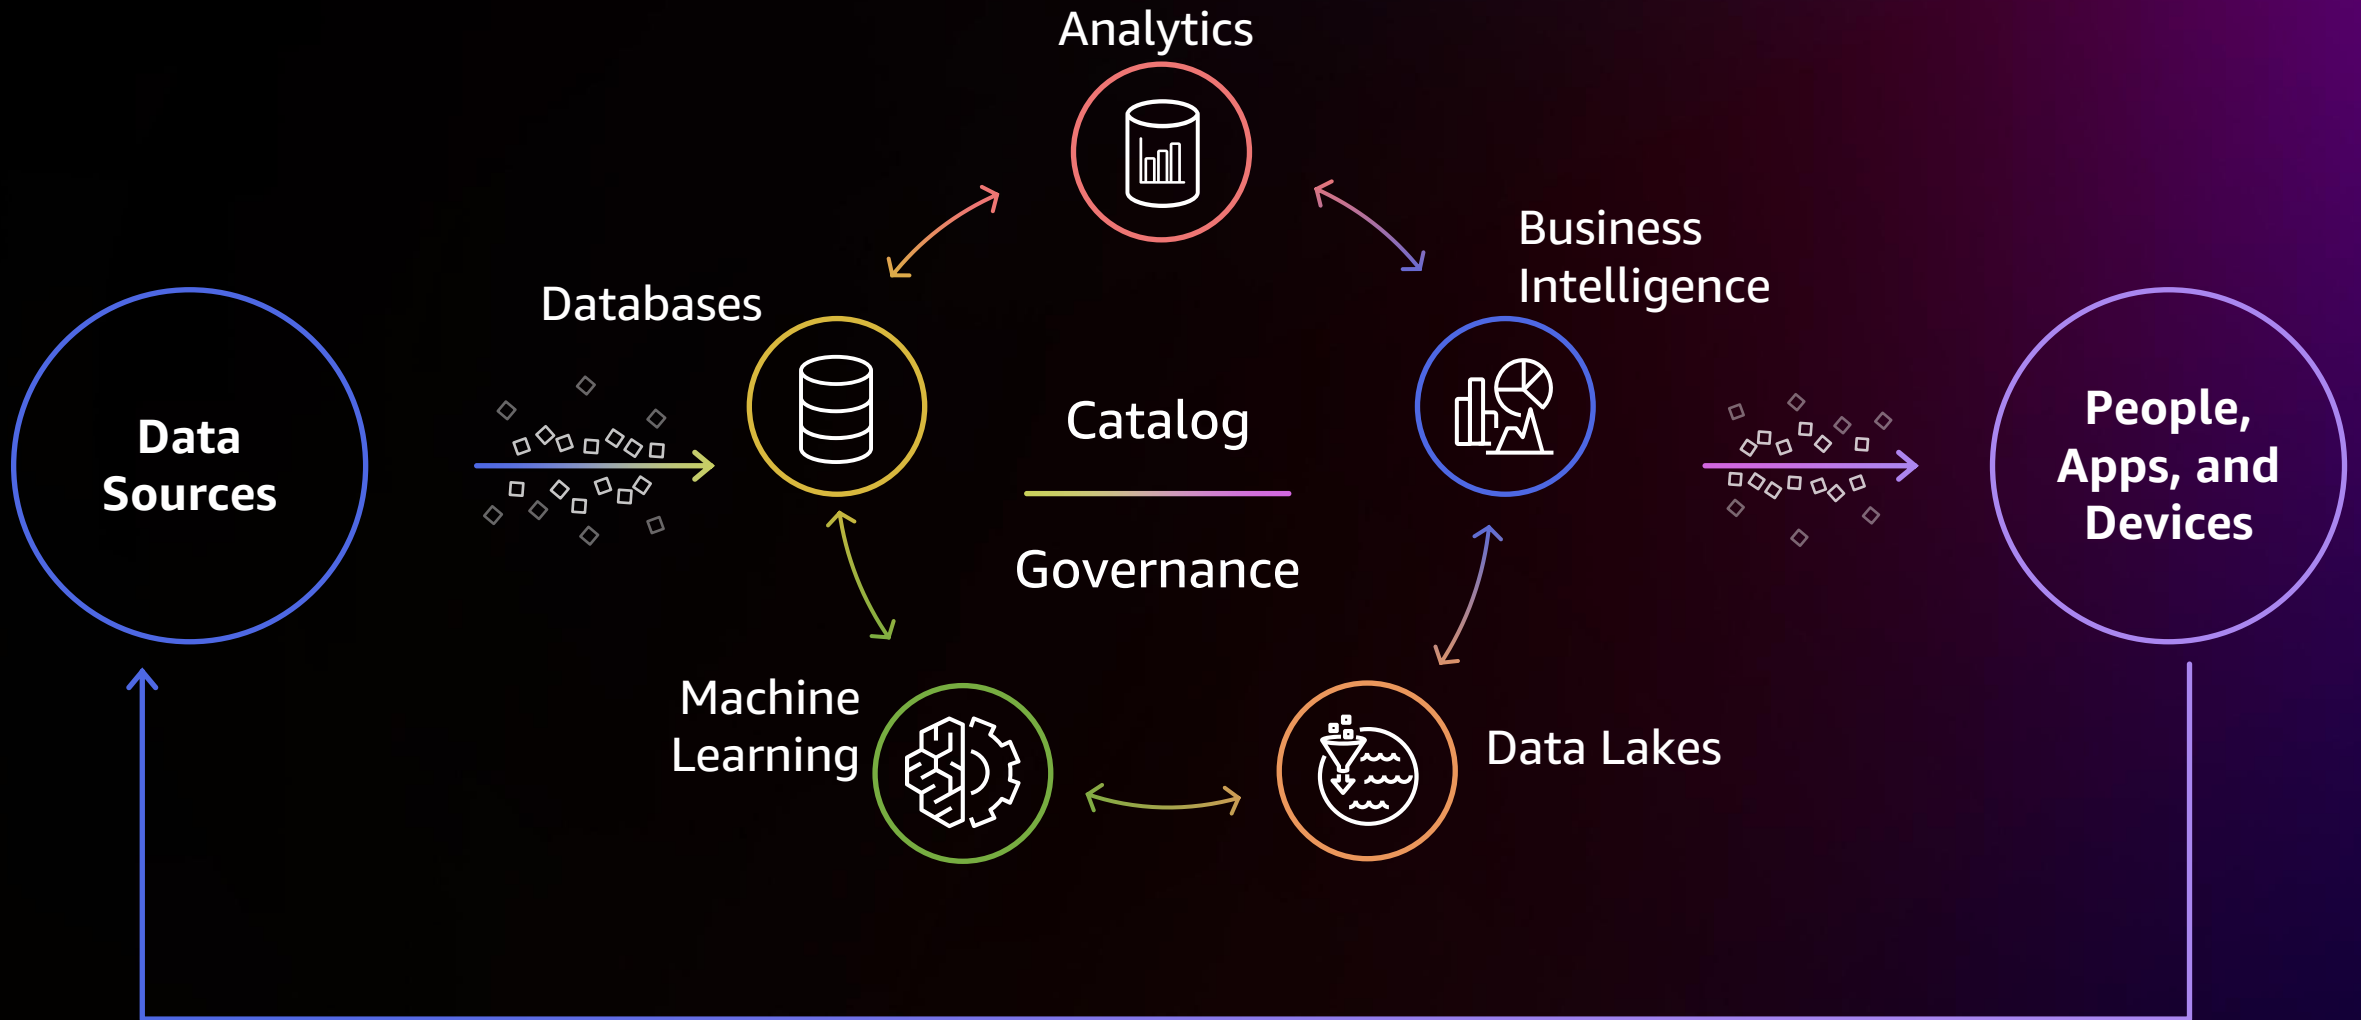 Analytics
Business
Intelligence
Databases
Data
Sources
Catalog
Governance
People,
Apps, and
Devices
Machine
Learning
Data Lakes